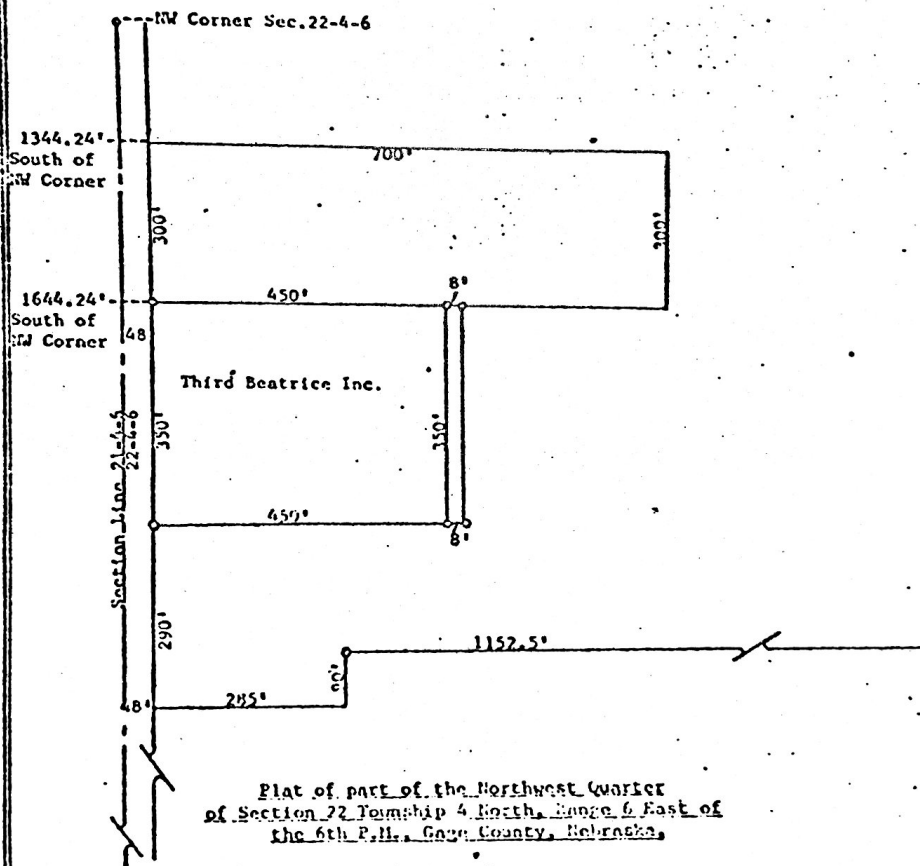 NW Corner Sec.22-4-6
1344.24'
South of
NW Corner
700'
300'
300'
1644.24'
South of
NW Corner
450'
8'
48
Third Beatrice Inc.
Section Line 21-4-6
22-4-6
350'
350'
450'
8'
290'
1152.5'
90'
48'
285'
Plat of part of the Northwest Quarter
of Section 22 Township 4 North, Range 6 East of
the 6th P.M., Gage County, Nebraska,